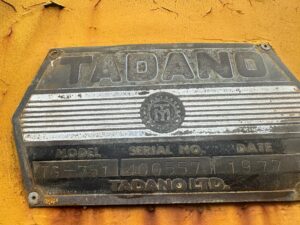 TADANO
MODEL SERIAL NO. DATE
1977
TADANO LTD.